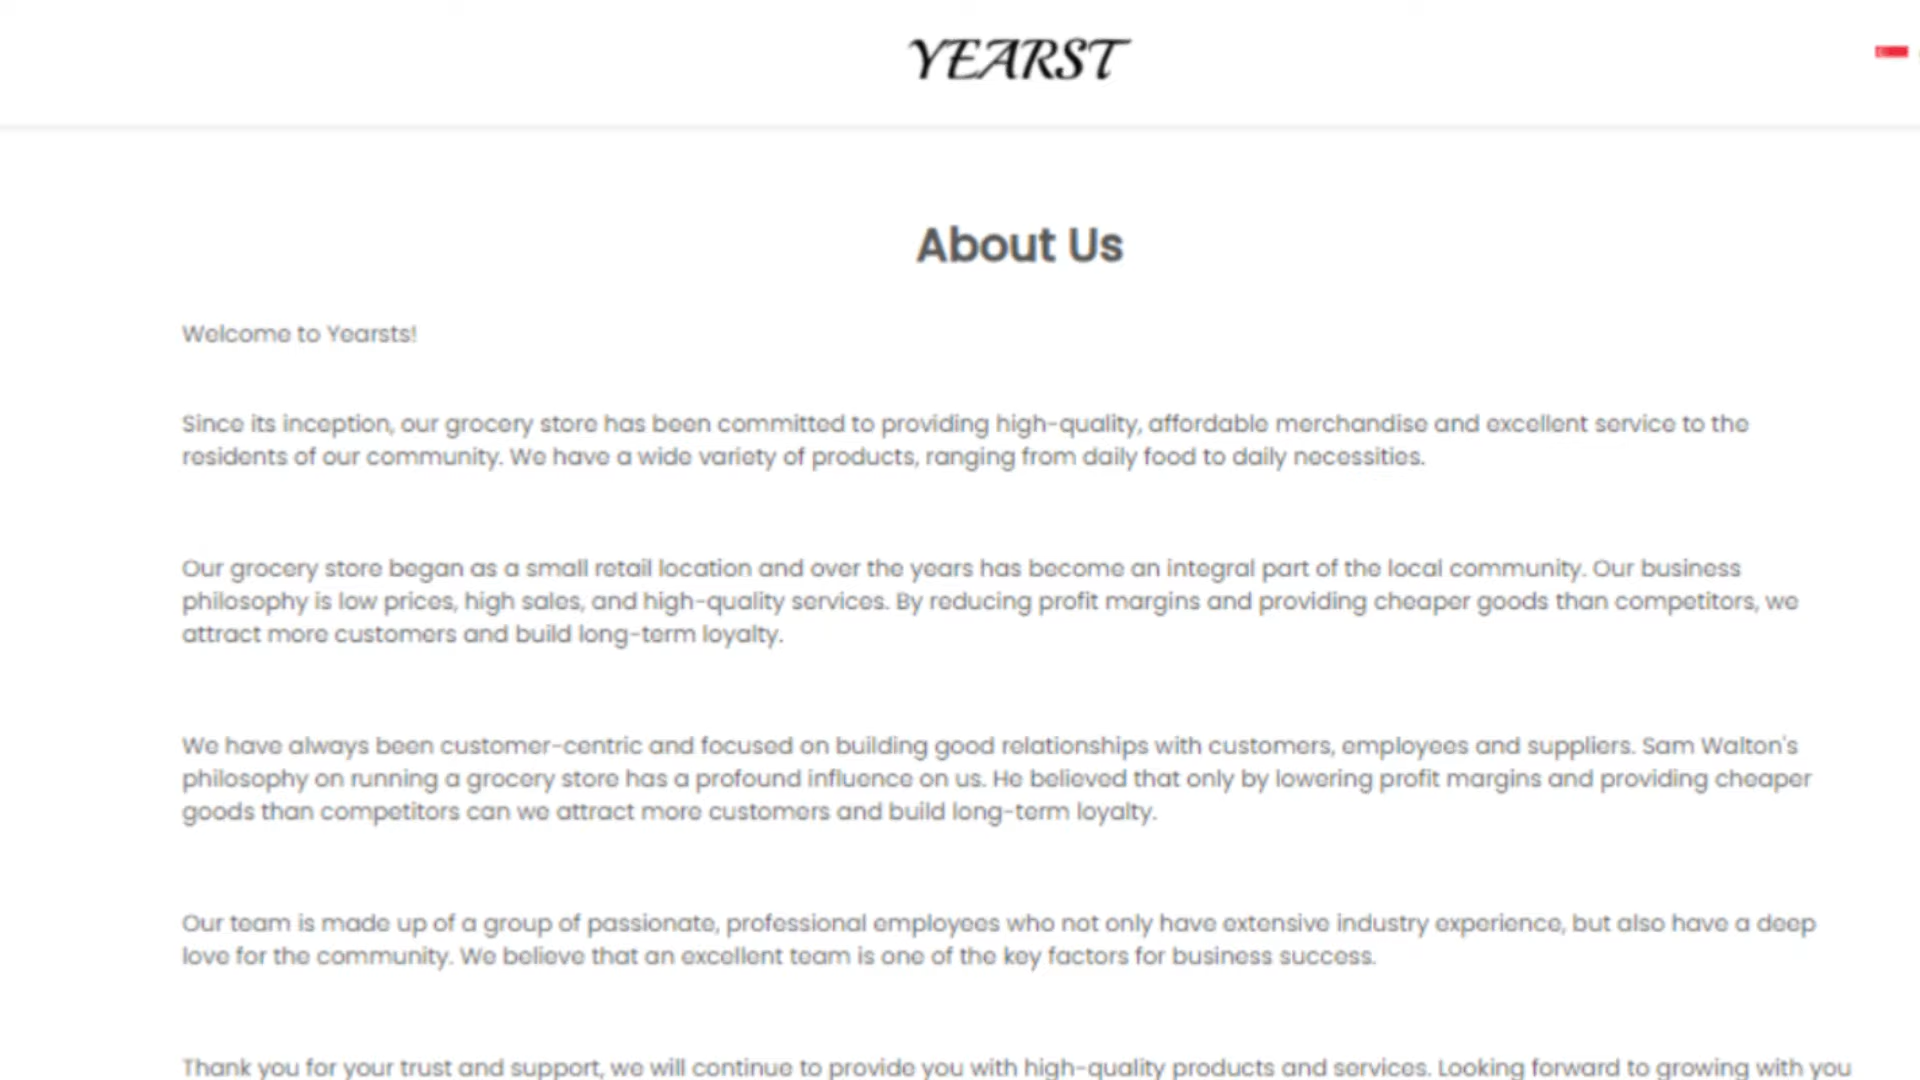 YEARST
About Us
Welcome to Yearsts!
Since its inception, our grocery store has been committed to providing high-quality, affordable merchandise and excellent service to the
residents of our community. We have a wide variety of products, ranging from daily food to daily necessities.
Our grocery store began as a small retail location and over the years has become an integral part of the local community. Our business
philosophy is low prices, high sales, and high-quality services. By reducing profit margins and providing cheaper goods than competitors, we
attract more customers and build long-term loyalty.
We have always been customer-centric and focused on building good relationships with customers, employees and suppliers. Sam Walton's
philosophy on running a grocery store has a profound influence on us. He believed that only by lowering profit margins and providing cheaper
goods than competitors can we attract more customers and build long-term loyalty.
Our team is made up of a group of passionate, professional employees who not only have extensive industry experience, but also have a deep
love for the community. We believe that an excellent team is one of the key factors for business success.
Thank you for your trust and support, we will continue to provide you with high-quality products and services. Looking forward to growing with you